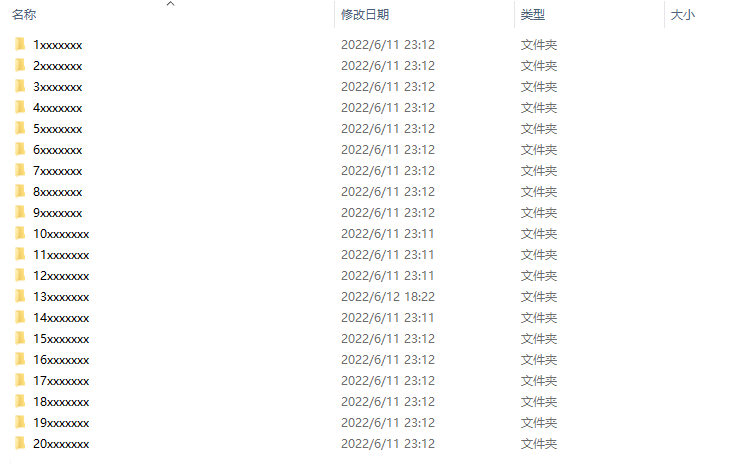 名称 修改日期 类型 大小
1xxxxxxx 2022/6/11 23:12 文件夹
2xxxxxxx 2022/6/11 23:12 文件夹
3xxxxxxx 2022/6/11 23:12 文件夹
4xxxxxxx 2022/6/11 23:12 文件夹
5xxxxxxx 2022/6/11 23:12 文件夹
6xxxxxxx 2022/6/11 23:12 文件夹
7xxxxxxx 2022/6/11 23:12 文件夹
8xxxxxxx 2022/6/11 23:12 文件夹
9xxxxxxx 2022/6/11 23:12 文件夹
10xxxxxxx 2022/6/11 23:11 文件夹
11xxxxxxx 2022/6/11 23:11 文件夹
12xxxxxxx 2022/6/11 23:11 文件夹
13xxxxxxx 2022/6/12 18:22 文件夹
14xxxxxxx 2022/6/11 23:11 文件夹
15xxxxxxx 2022/6/11 23:12 文件夹
16xxxxxxx 2022/6/11 23:12 文件夹
17xxxxxxx 2022/6/11 23:12 文件夹
18xxxxxxx 2022/6/11 23:12 文件夹
19xxxxxxx 2022/6/11 23:12 文件夹
20xxxxxxx 2022/6/11 23:12 文件夹